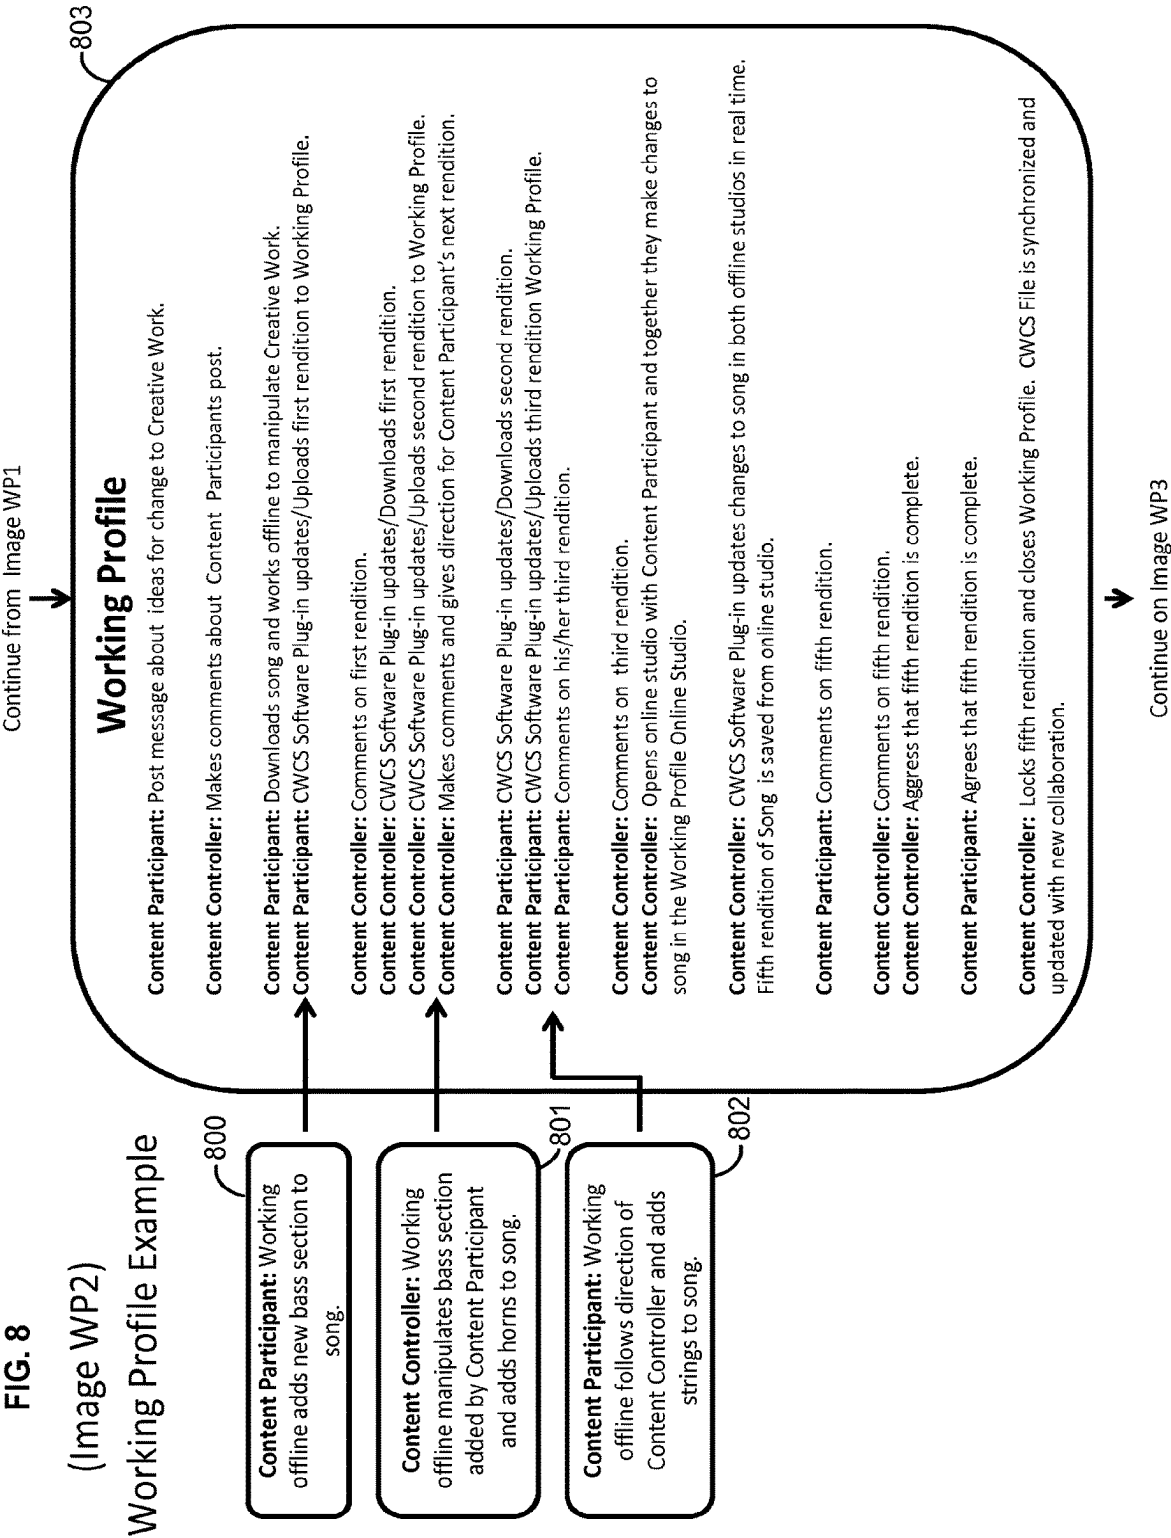 FIG. 8
(Image WP2)
Working Profile Example
Continue from Image WP1
800
Content Participant: Working
offline adds new bass section to
song.
801
Content Controller: Working
offline manipulates bass section
added by Content Participant
and adds horns to song.
802
Content Participant: Working
offline follows direction of
Content Controller and adds
strings to song.
803
Working Profile
Content Participant: Post message about ideas for change to Creative Work.
Content Controller: Makes comments about Content Participants post.
Content Participant: Downloads song and works offline to manipulate Creative Work.
Content Participant: CWCS Software Plug-in updates/Uploads first rendition to Working Profile.
Content Controller: Comments on first rendition.
Content Controller: CWCS Software Plug-in updates/Downloads first rendition.
Content Controller: CWCS Software Plug-in updates/Uploads second rendition to Working Profile.
Content Controller: Makes comments and gives direction for Content Participant's next rendition.
Content Participant: CWCS Software Plug-in updates/Downloads second rendition.
Content Participant: CWCS Software Plug-in updates/Uploads third rendition Working Profile.
Content Participant: Comments on his/her third rendition.
Content Controller: Comments on third rendition.
Content Controller: Opens online studio with Content Participant and together they make changes to
song in the Working Profile Online Studio.
Content Controller: CWCS Software Plug-in updates changes to song in both offline studios in real time.
Fifth rendition of Song is saved from online studio.
Content Participant: Comments on fifth rendition.
Content Controller: Comments on fifth rendition.
Content Controller: Aggress that fifth rendition is complete.
Content Participant: Agrees that fifth rendition is complete.
Content Controller: Locks fifth rendition and closes Working Profile. CWCS File is synchronized and
updated with new collaboration.
Continue on Image WP3